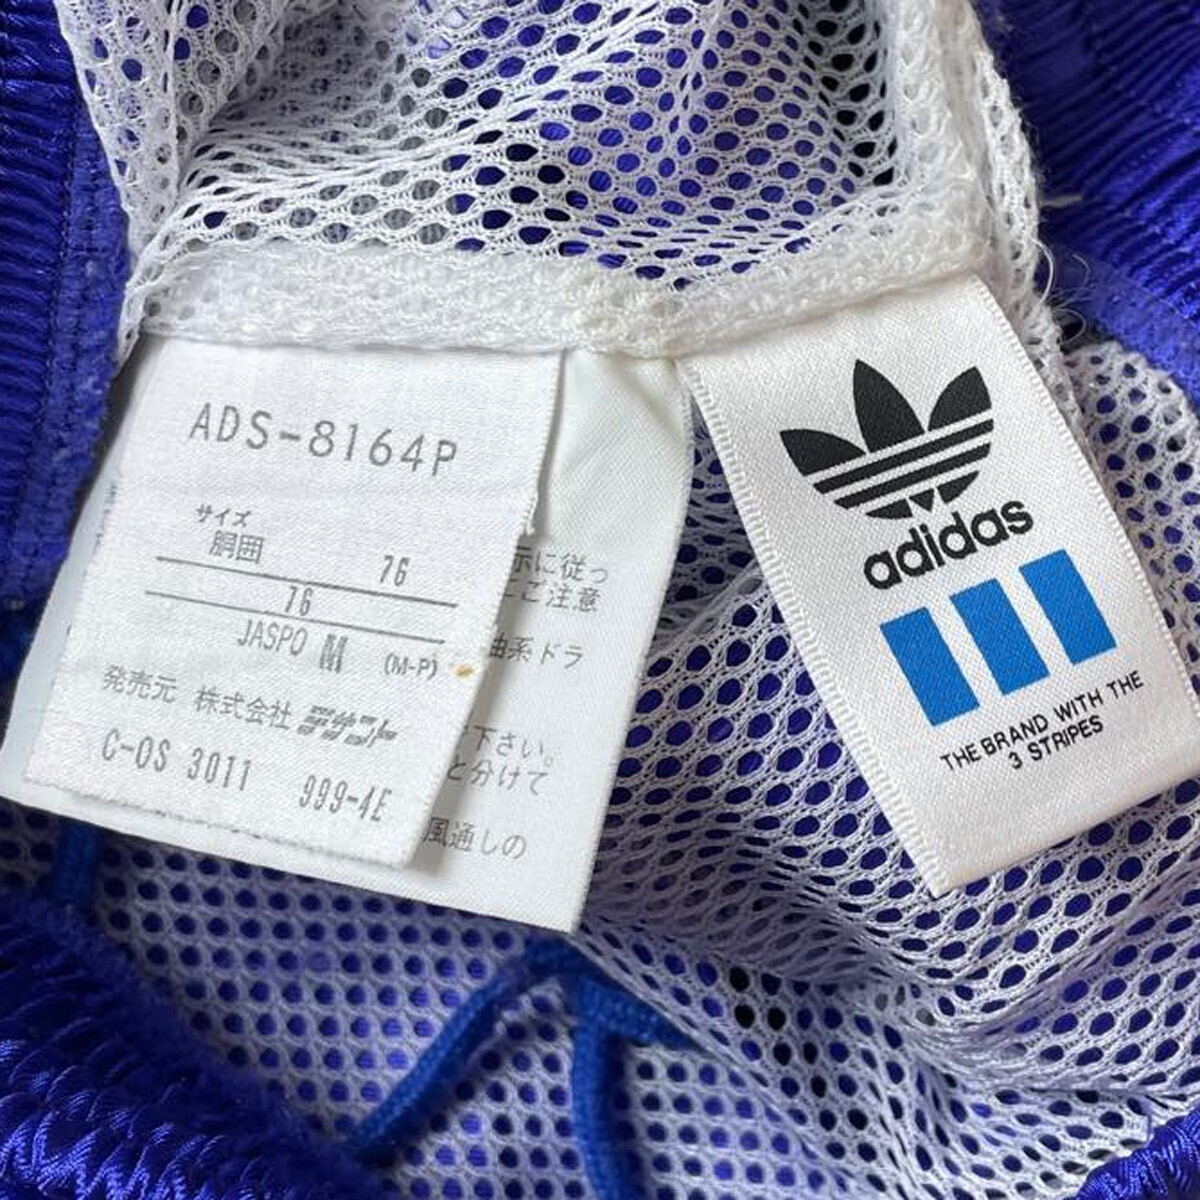 ADS-8164P
サイズ
胴囲 76
76
JASPO M (M-P)
発売元 株式会社 デサント
C-OS 3011 999-4E
示に従っ
ご注意
油系ドラ
下さい。
と分けて
風通しの
adidas
THE BRAND WITH THE
3 STRIPES